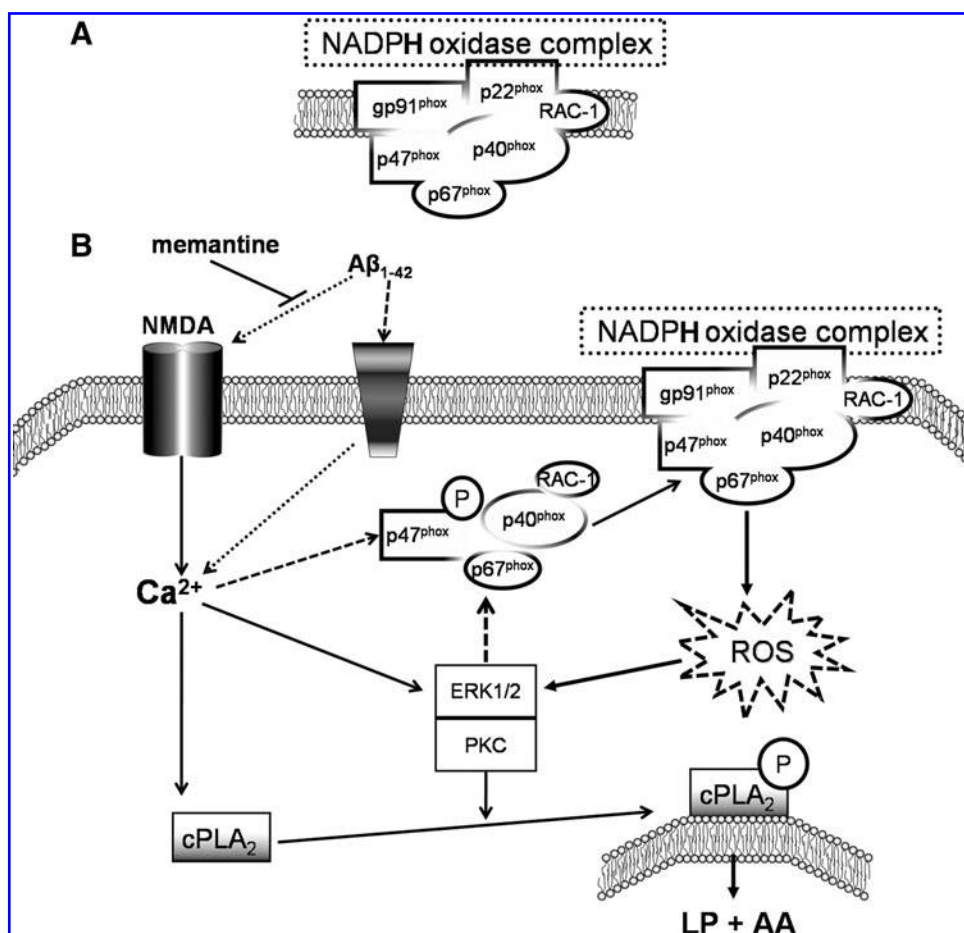 A
NADPH oxidase complex
gp91phox
p22phox
RAC-1
p47phox
p40phox
p67phox
B
memantine
Aβ1-42
NMDA
NADPH oxidase complex
gp91phox
p22phox
RAC-1
p47phox
p40phox
p67phox
RAC-1
P
p47phox
p40phox
p67phox
Ca2+
ROS
ERK1/2
PKC
P
cPLA2
cPLA2
LP + AA